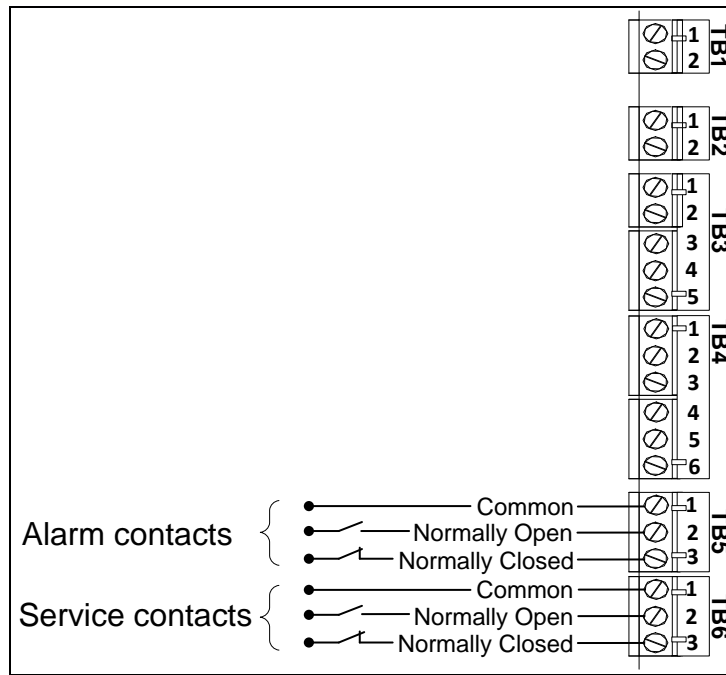 1
2
TB1
1
2
TB2
1
2
3
4
5
TB3
1
2
3
4
5
6
TB4
Alarm contacts
Common
Normally Open
Normally Closed
1
2
3
TB5
Service contacts
Common
Normally Open
Normally Closed
1
2
3
TB6